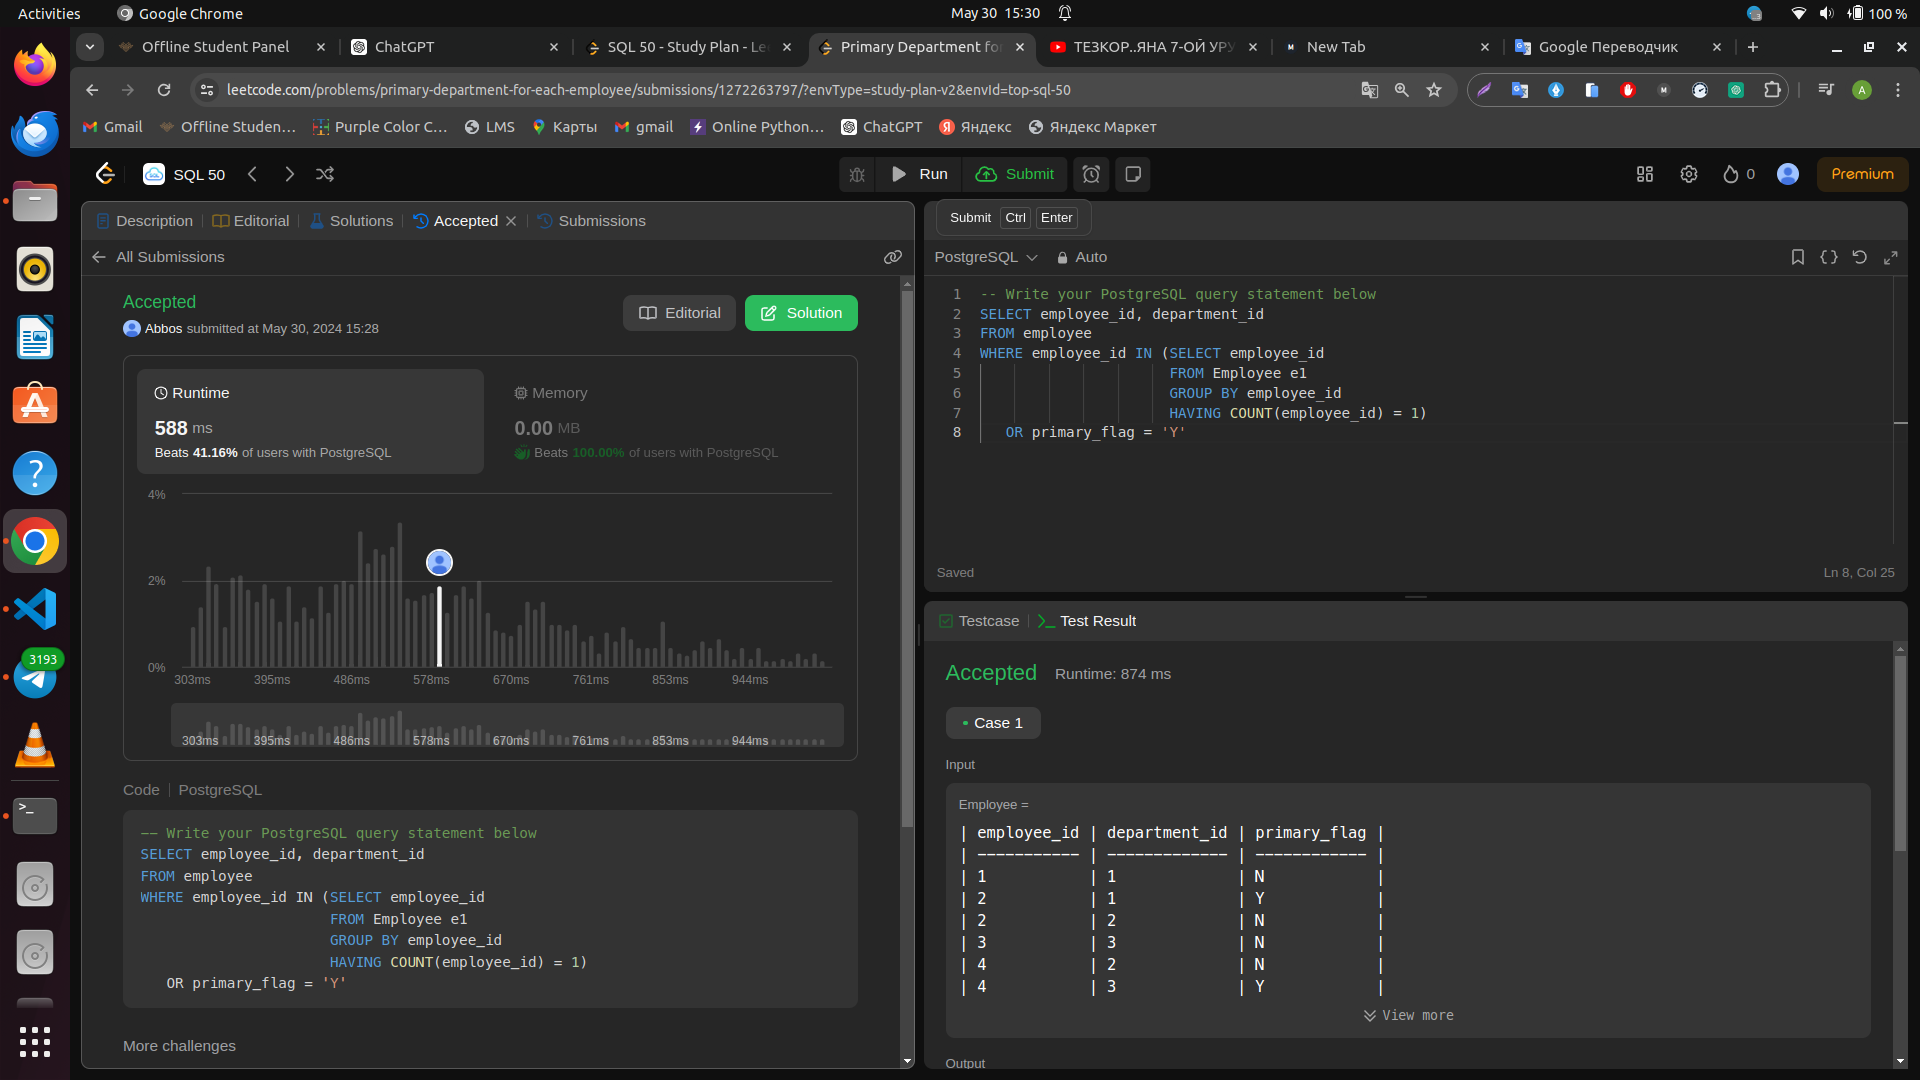 Activities
Google Chrome
May 30 15:30
100 %
Offline Student Panel
ChatGPT
SQL 50 - Study Plan - Le
Primary Department fo
ТЕЗКОР..ЯНА 7-ОЙ УРУ
New Tab
Google Переводчик
leetcode.com/problems/primary-department-for-each-employee/submissions/1272263797/?envType=study-plan-v2&envId=top-sql-50
Gmail
Offline Studen...
Purple Color C...
LMS
Карты
gmail
Online Python...
ChatGPT
Яндекс
Яндекс Маркет
SQL 50
Run
Submit
0
Premium
Description
Editorial
Solutions
Accepted
Submissions
All Submissions
Accepted
Abbos submitted at May 30, 2024 15:28
Editorial
Solution
Runtime
588 ms
Beats 41.16% of users with PostgreSQL
Memory
0.00 MB
Beats 100.00% of users with PostgreSQL
4%
2%
0%
303ms 395ms 486ms 578ms 670ms 761ms 853ms 944ms
303ms 395ms 486ms 578ms 670ms 761ms 853ms 944ms
Code | PostgreSQL
-- Write your PostgreSQL query statement below
SELECT employee_id, department_id
FROM employee
WHERE employee_id IN (SELECT employee_id
FROM Employee e1
GROUP BY employee_id
HAVING COUNT(employee_id) = 1)
OR primary_flag = 'Y'
More challenges
Submit Ctrl Enter
PostgreSQL
Auto
1 -- Write your PostgreSQL query statement below
2 SELECT employee_id, department_id
3 FROM employee
4 WHERE employee_id IN (SELECT employee_id
5 FROM Employee e1
6 GROUP BY employee_id
7 HAVING COUNT(employee_id) = 1)
8 OR primary_flag = 'Y'
Saved
Ln 8, Col 25
Testcase
Test Result
Accepted
Runtime: 874 ms
Case 1
Input
Employee =
| employee_id | department_id | primary_flag |
| ----------- | ------------- | ------------ |
| 1 | 1 | N |
| 2 | 1 | Y |
| 2 | 2 | N |
| 3 | 3 | N |
| 4 | 2 | N |
| 4 | 3 | Y |
View more
Output
3193